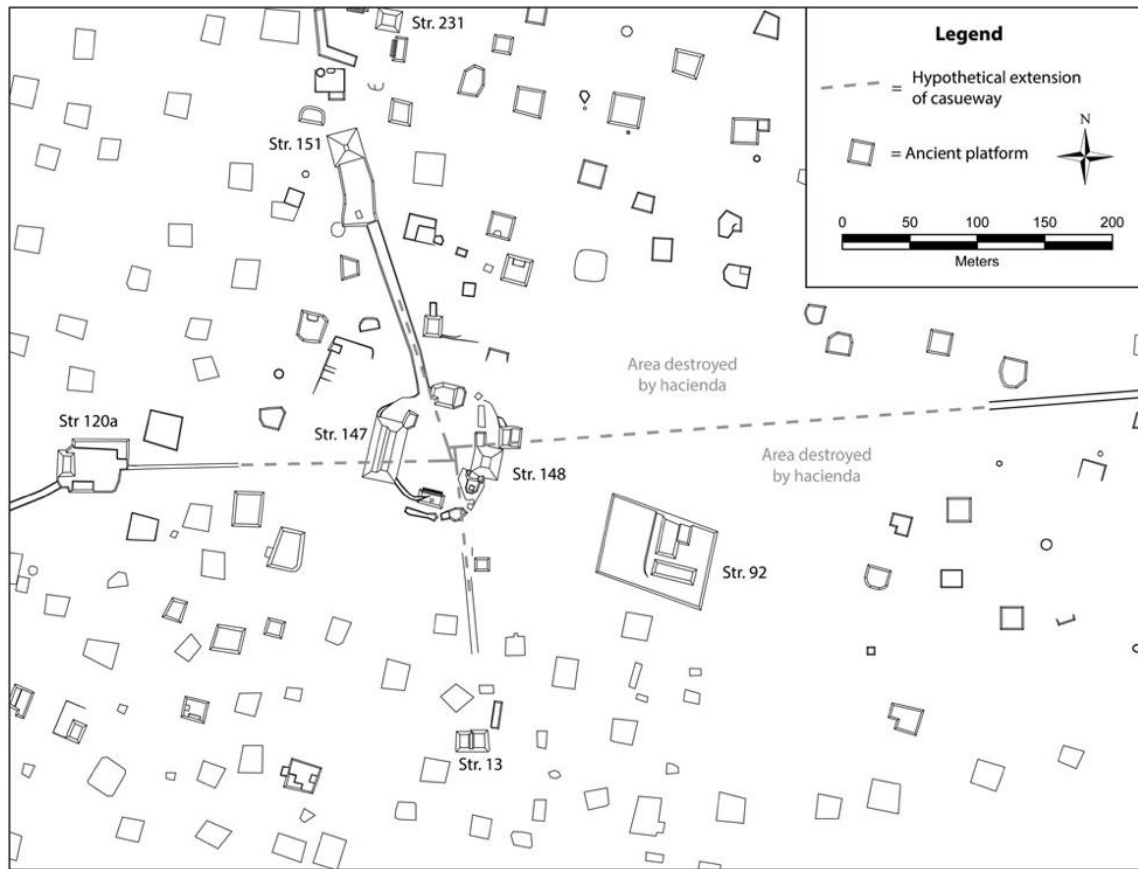 Str. 231
Legend
Hypothetical extension
= of casueway
N
= Ancient platform
0 50 100 150 200
Meters
Str. 151
Area destroyed
by hacienda
Str 120a
Str. 147
Str. 148
Area destroyed
by hacienda
Str. 92
Str. 13